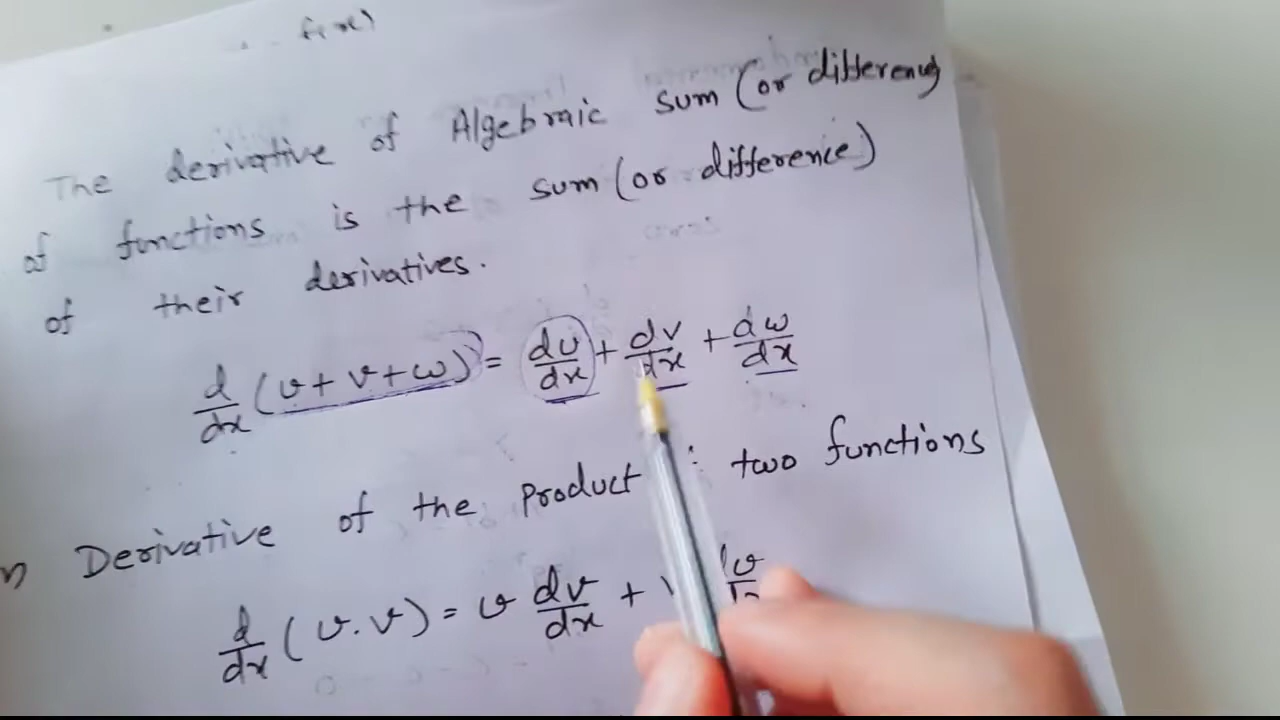 f(x)
The derivative of Algebraic sum (or difference)
of functions is the sum (or difference)
of their derivatives.
d/dx (u + v + w) = du/dx + dv/dx + dw/dx
Derivative of the product : two functions
d/dx (u . v) = u dv/dx +